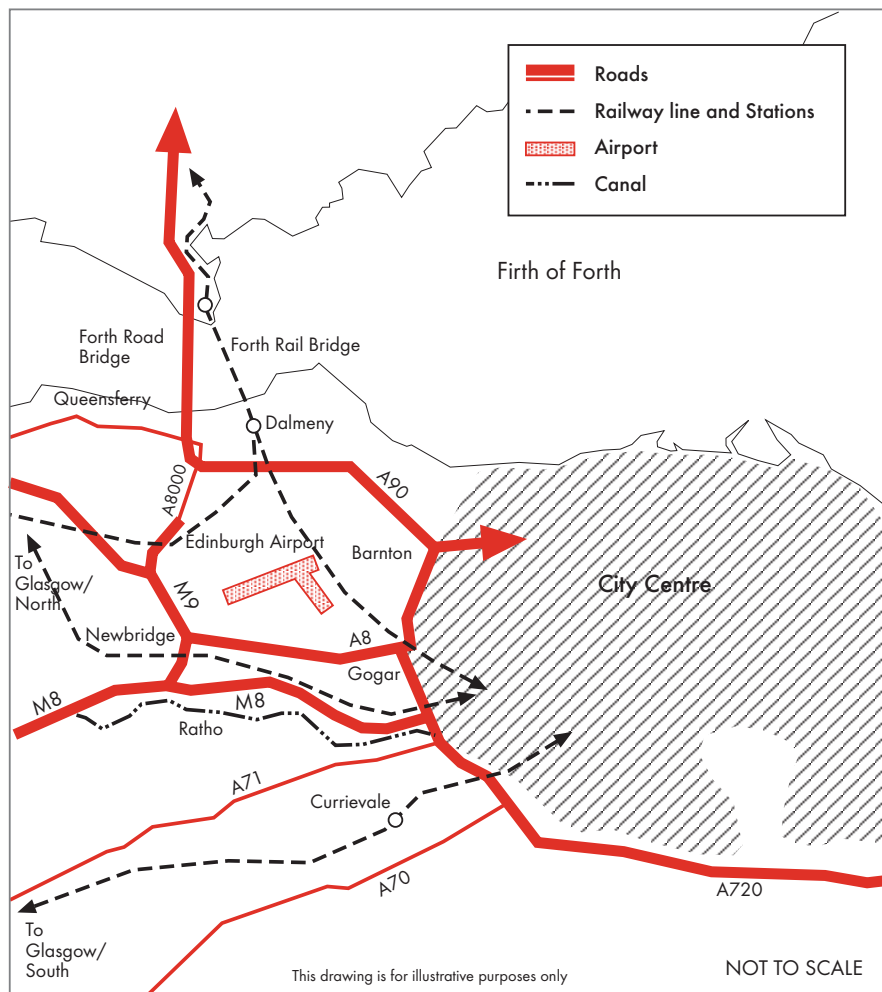 Roads
Railway line and Stations
Airport
Canal
Firth of Forth
Forth Road
Bridge
Forth Rail Bridge
Queensferry
Dalmeny
A8000
A90
Edinburgh Airport
Barnton
To
Glasgow/
North
M9
City Centre
Newbridge
A8
Gogar
M8
M8
Ratho
A71
Currievale
A70
A720
To
Glasgow/
South
This drawing is for illustrative purposes only
NOT TO SCALE